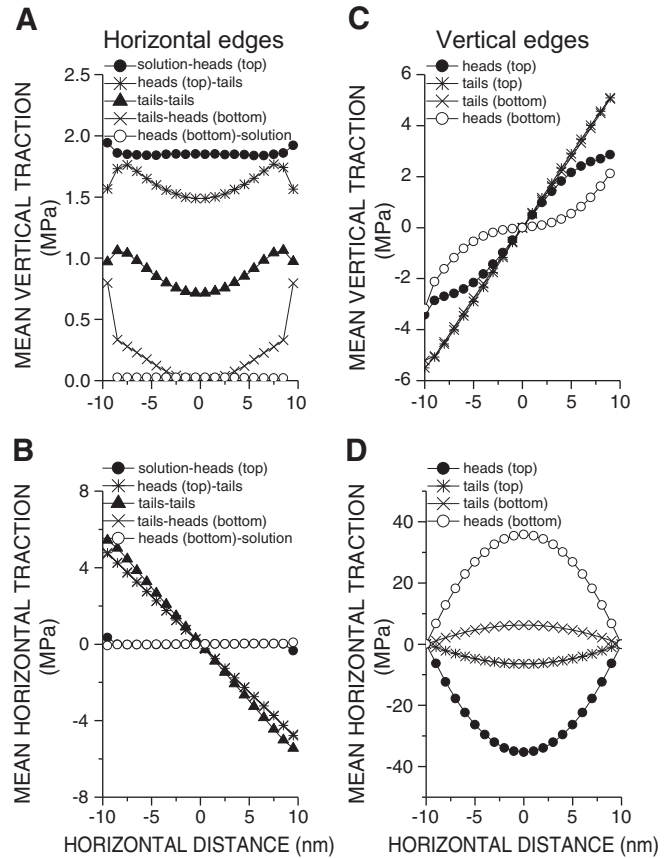 A
Horizontal edges
solution-heads (top)
heads (top)-tails
tails-tails
tails-heads (bottom)
heads (bottom)-solution
MEAN VERTICAL TRACTION
(MPa)
2.5
2.0
1.5
1.0
0.5
0.0
-10
-5
0
5
10
C
Vertical edges
heads (top)
tails (top)
tails (bottom)
heads (bottom)
MEAN VERTICAL TRACTION
(MPa)
6
4
2
0
-2
-4
-6
-10
-5
0
5
10
B
solution-heads (top)
heads (top)-tails
tails-tails
tails-heads (bottom)
heads (bottom)-solution
MEAN HORIZONTAL TRACTION
(MPa)
8
4
0
-4
-8
-10
-5
0
5
10
HORIZONTAL DISTANCE (nm)
D
heads (top)
tails (top)
tails (bottom)
heads (bottom)
MEAN HORIZONTAL TRACTION
(MPa)
40
20
0
-20
-40
-10
-5
0
5
10
HORIZONTAL DISTANCE (nm)